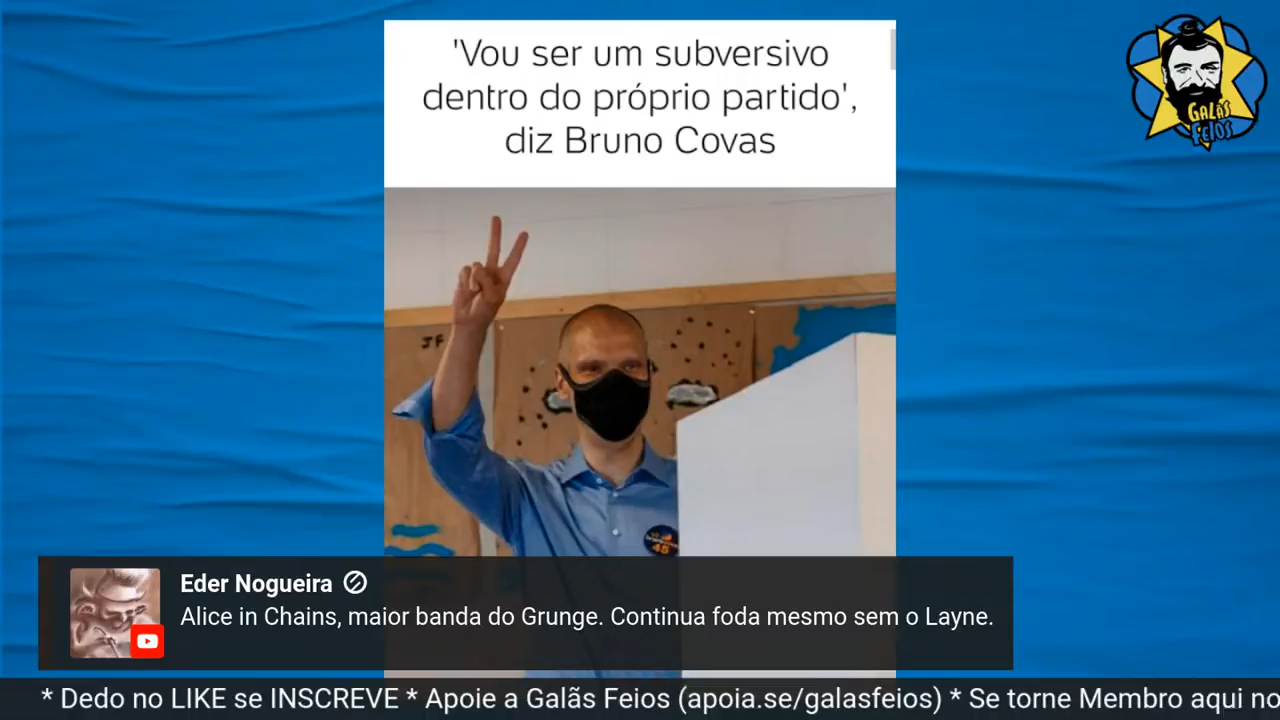 'Vou ser um subversivo
dentro do próprio partido',
diz Bruno Covas
GALÃS
FEIOS
JF
45
Eder Nogueira
Alice in Chains, maior banda do Grunge. Continua foda mesmo sem o Layne.
* Dedo no LIKE se INSCREVE * Apoie a Galãs Feios (apoia.se/galasfeios) * Se torne Membro aqui no